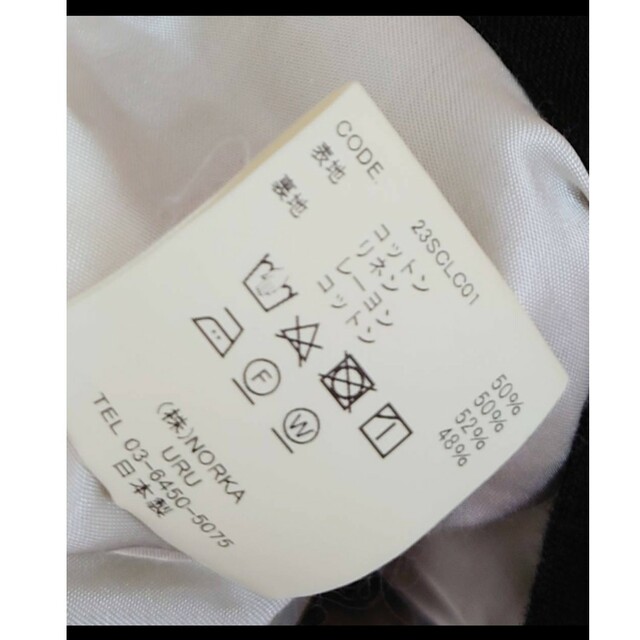 CODE 23SCLC01
表地 コットン 50%
リネン 50%
裏地 レーヨン 52%
コットン 48%
F
W
(株)NORKA
URU
TEL 03-6450-5075
日本製